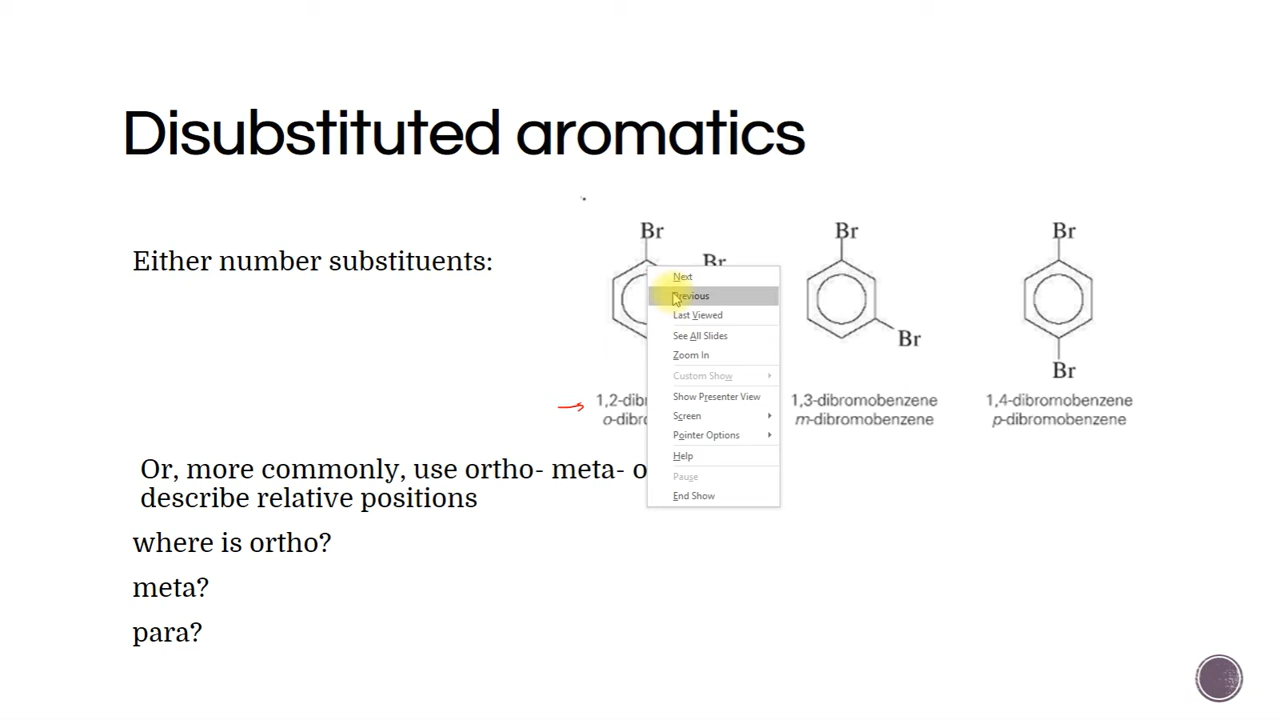 Disubstituted aromatics
Either number substituents:
Br
Br
Br
Br
Br
Br
1,2-dibr
o-dibro
1,3-dibromobenzene
m-dibromobenzene
1,4-dibromobenzene
p-dibromobenzene
Next
Previous
Last Viewed
See All Slides
Zoom In
Custom Show
Show Presenter View
Screen
Pointer Options
Help
Pause
End Show
Or, more commonly, use ortho- meta- o
describe relative positions
where is ortho?
meta?
para?